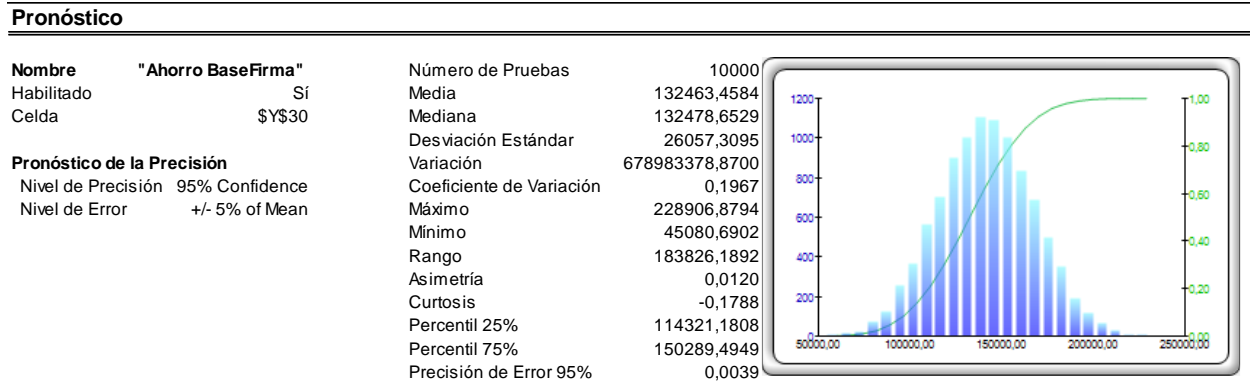 Pronóstico
Nombre "Ahorro BaseFirma"
Habilitado Sí
Celda $Y$30
Pronóstico de la Precisión
Nivel de Precisión 95% Confidence
Nivel de Error +/- 5% of Mean
Número de Pruebas 10000
Media 132463,4584
Mediana 132478,6529
Desviación Estándar 26057,3095
Variación 678983378,8700
Coeficiente de Variación 0,1967
Máximo 228906,8794
Mínimo 45080,6902
Rango 183826,1892
Asimetría 0,0120
Curtosis -0,1788
Percentil 25% 114321,1808
Percentil 75% 150289,4949
Precisión de Error 95% 0,0039
1200
1000
800
600
400
200
0
1,00
0,80
0,60
0,40
0,20
0,00
50000,00 100000,00 150000,00 200000,00 250000,00